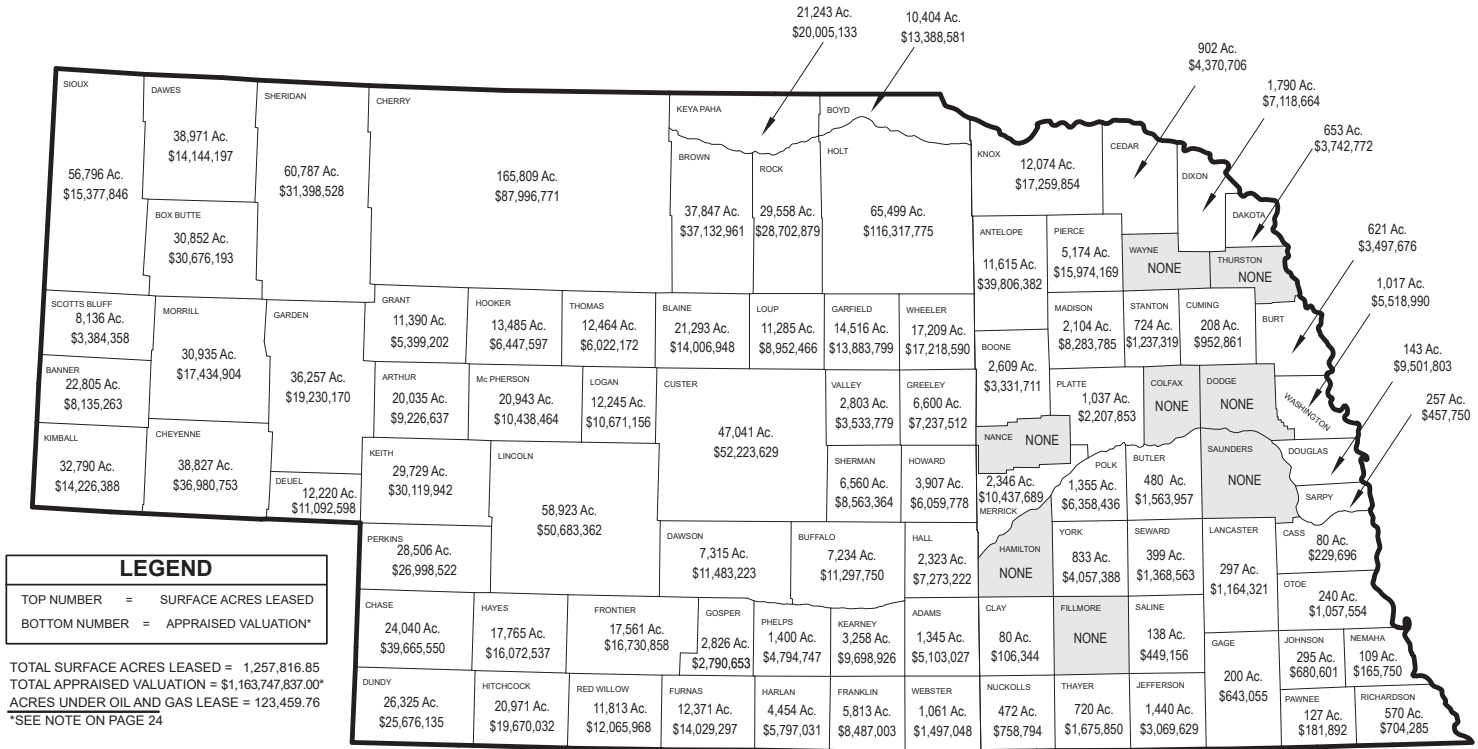 21,243 Ac.
$20,005,133
10,404 Ac.
$13,388,581
902 Ac.
$4,370,706
1,790 Ac.
$7,118,664
653 Ac.
$3,742,772
621 Ac.
$3,497,676
1,017 Ac.
$5,518,990
143 Ac.
$9,501,803
257 Ac.
$457,750
SIOUX
56,796 Ac.
$15,377,846
DAWES
38,971 Ac.
$14,144,197
BOX BUTTE
30,852 Ac.
$30,676,193
SHERIDAN
60,787 Ac.
$31,398,528
CHERRY
165,809 Ac.
$87,996,771
KEYA PAHA
BOYD
BROWN
37,847 Ac.
$37,132,961
ROCK
29,558 Ac.
$28,702,879
HOLT
65,499 Ac.
$116,317,775
KNOX
12,074 Ac.
$17,259,854
CEDAR
DIXON
DAKOTA
ANTELOPE
11,615 Ac.
$39,806,382
PIERCE
5,174 Ac.
$15,974,169
WAYNE
NONE
THURSTON
NONE
SCOTTS BLUFF
8,136 Ac.
$3,384,358
MORRILL
30,935 Ac.
$17,434,904
GARDEN
36,257 Ac.
$19,230,170
GRANT
11,390 Ac.
$5,399,202
HOOKER
13,485 Ac.
$6,447,597
THOMAS
12,464 Ac.
$6,022,172
BLAINE
21,293 Ac.
$14,006,948
LOUP
11,285 Ac.
$8,952,466
GARFIELD
14,516 Ac.
$13,883,799
WHEELER
17,209 Ac.
$17,218,590
MADISON
2,104 Ac.
$8,283,785
STANTON
724 Ac.
$1,237,319
CUMING
208 Ac.
$952,861
BURT
BANNER
22,805 Ac.
$8,135,263
ARTHUR
20,035 Ac.
$9,226,637
Mc PHERSON
20,943 Ac.
$10,438,464
LOGAN
12,245 Ac.
$10,671,156
CUSTER
47,041 Ac.
$52,223,629
VALLEY
2,803 Ac.
$3,533,779
GREELEY
6,600 Ac.
$7,237,512
BOONE
2,609 Ac.
$3,331,711
PLATTE
1,037 Ac.
$2,207,853
COLFAX
NONE
DODGE
NONE
WASHINGTON
KIMBALL
32,790 Ac.
$14,226,388
CHEYENNE
38,827 Ac.
$36,980,753
DEUEL
12,220 Ac.
$11,092,598
KEITH
29,729 Ac.
$30,119,942
LINCOLN
58,923 Ac.
$50,683,362
SHERMAN
6,560 Ac.
$8,563,364
HOWARD
3,907 Ac.
$6,059,778
NANCE
NONE
2,346 Ac.
$10,437,689
MERRICK
POLK
1,355 Ac.
$6,358,436
BUTLER
480 Ac.
$1,563,957
SAUNDERS
NONE
DOUGLAS
SARPY
PERKINS
28,506 Ac.
$26,998,522
DAWSON
7,315 Ac.
$11,483,223
BUFFALO
7,234 Ac.
$11,297,750
HALL
2,323 Ac.
$7,273,222
HAMILTON
NONE
YORK
833 Ac.
$4,057,388
SEWARD
399 Ac.
$1,368,563
LANCASTER
297 Ac.
$1,164,321
CASS
80 Ac.
$229,696
OTOE
240 Ac.
$1,057,554
CHASE
24,040 Ac.
$39,665,550
HAYES
17,765 Ac.
$16,072,537
FRONTIER
17,561 Ac.
$16,730,858
GOSPER
2,826 Ac.
$2,790,653
PHELPS
1,400 Ac.
$4,794,747
KEARNEY
3,258 Ac.
$9,698,926
ADAMS
1,345 Ac.
$5,103,027
CLAY
80 Ac.
$106,344
FILLMORE
NONE
SALINE
138 Ac.
$449,156
GAGE
200 Ac.
$643,055
JOHNSON
295 Ac.
$680,601
NEMAHA
109 Ac.
$165,750
DUNDY
26,325 Ac.
$25,676,135
HITCHCOCK
20,971 Ac.
$19,670,032
RED WILLOW
11,813 Ac.
$12,065,968
FURNAS
12,371 Ac.
$14,029,297
HARLAN
4,454 Ac.
$5,797,031
FRANKLIN
5,813 Ac.
$8,487,003
WEBSTER
1,061 Ac.
$1,497,048
NUCKOLLS
472 Ac.
$758,794
THAYER
720 Ac.
$1,675,850
JEFFERSON
1,440 Ac.
$3,069,629
PAWNEE
127 Ac.
$181,892
RICHARDSON
570 Ac.
$704,285
LEGEND
TOP NUMBER = SURFACE ACRES LEASED
BOTTOM NUMBER = APPRAISED VALUATION*
TOTAL SURFACE ACRES LEASED = 1,257,816.85
TOTAL APPRAISED VALUATION = $1,163,747,837.00*
ACRES UNDER OIL AND GAS LEASE = 123,459.76
*SEE NOTE ON PAGE 24